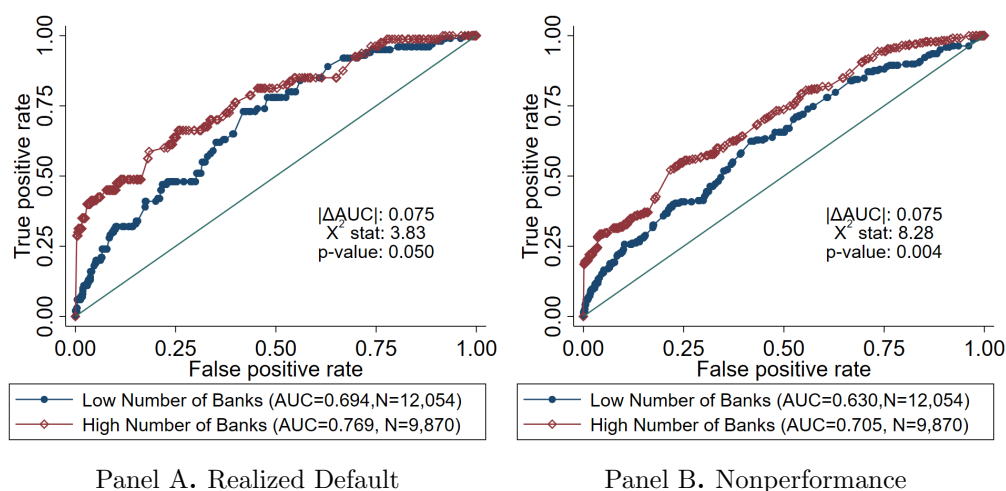 True positive rate
1.00
0.75
0.50
0.25
0.00
|ΔAUC|: 0.075
X² stat: 3.83
p-value: 0.050
0.00 0.25 0.50 0.75 1.00
False positive rate
Low Number of Banks (AUC=0.694,N=12,054)
High Number of Banks (AUC=0.769, N=9,870)
Panel A. Realized Default
True positive rate
1.00
0.75
0.50
0.25
0.00
|ΔAUC|: 0.075
X² stat: 8.28
p-value: 0.004
0.00 0.25 0.50 0.75 1.00
False positive rate
Low Number of Banks (AUC=0.630,N=12,054)
High Number of Banks (AUC=0.705, N=9,870)
Panel B. Nonperformance